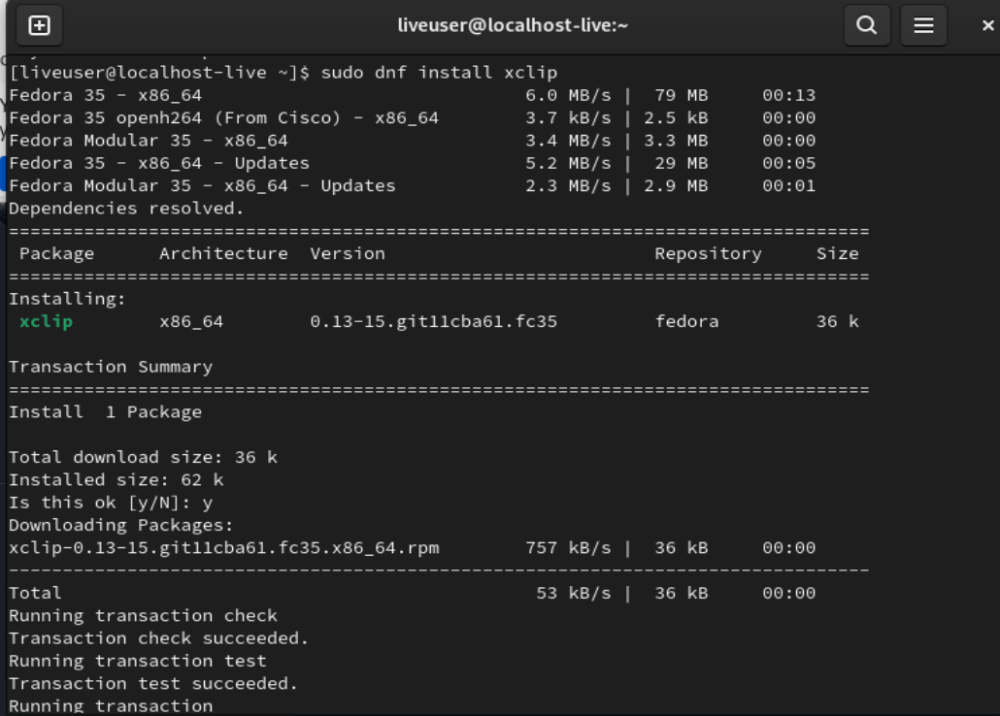 liveuser@localhost-live:~
[liveuser@localhost-live ~]$ sudo dnf install xclip
Fedora 35 - x86_64                              6.0 MB/s |  79 MB     00:13
Fedora 35 openh264 (From Cisco) - x86_64        3.7 kB/s | 2.5 kB     00:00
Fedora Modular 35 - x86_64                      3.4 MB/s | 3.3 MB     00:00
Fedora 35 - x86_64 - Updates                    5.2 MB/s |  29 MB     00:05
Fedora Modular 35 - x86_64 - Updates            2.3 MB/s | 2.9 MB     00:01
Dependencies resolved.
================================================================================
 Package      Architecture  Version                         Repository     Size
================================================================================
Installing:
 xclip        x86_64        0.13-15.git11cba61.fc35         fedora         36 k

Transaction Summary
================================================================================
Install  1 Package

Total download size: 36 k
Installed size: 62 k
Is this ok [y/N]: y
Downloading Packages:
xclip-0.13-15.git11cba61.fc35.x86_64.rpm        757 kB/s |  36 kB     00:00
--------------------------------------------------------------------------------
Total                                            53 kB/s |  36 kB     00:00
Running transaction check
Transaction check succeeded.
Running transaction test
Transaction test succeeded.
Running transaction